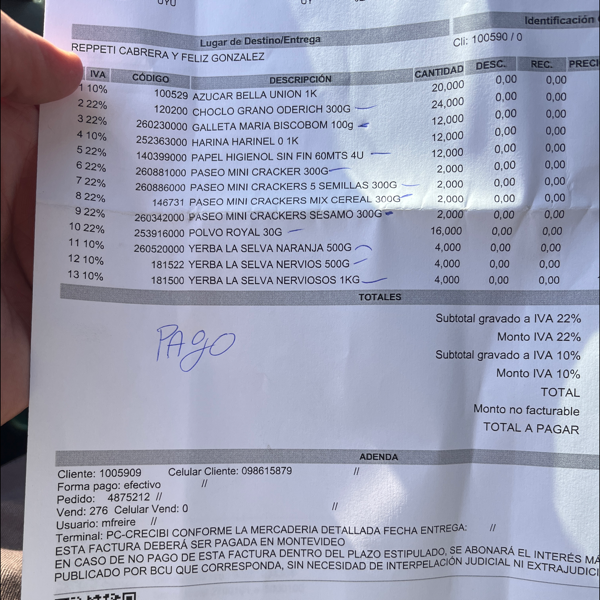 UYU UY
Identificación
Lugar de Destino/Entrega
Cli: 100590 / 0
REPPETI CABRERA Y FELIZ GONZALEZ
IVA CÓDIGO DESCRIPCIÓN CANTIDAD DESC. REC. PRECI
1 10% 100529 AZUCAR BELLA UNION 1K 20,000 0,00 0,00
2 22% 120200 CHOCLO GRANO ODERICH 300G 24,000 0,00 0,00
3 22% 260230000 GALLETA MARIA BISCOBOM 100g 12,000 0,00 0,00
4 10% 252363000 HARINA HARINEL 0 1K 12,000 0,00 0,00
5 22% 140399000 PAPEL HIGIENOL SIN FIN 60MTS 4U 12,000 0,00 0,00
6 22% 260881000 PASEO MINI CRACKER 300G 2,000 0,00 0,00
7 22% 260886000 PASEO MINI CRACKERS 5 SEMILLAS 300G 2,000 0,00 0,00
8 22% 146731 PASEO MINI CRACKERS MIX CEREAL 300G 2,000 0,00 0,00
9 22% 260342000 PASEO MINI CRACKERS SESAMO 300G 2,000 0,00 0,00
10 22% 253916000 POLVO ROYAL 30G 16,000 0,00 0,00
11 10% 260520000 YERBA LA SELVA NARANJA 500G 4,000 0,00 0,00
12 10% 181522 YERBA LA SELVA NERVIOS 500G 4,000 0,00 0,00
13 10% 181500 YERBA LA SELVA NERVIOSOS 1KG 4,000 0,00 0,00
TOTALES
PAgO
Subtotal gravado a IVA 22%
Monto IVA 22%
Subtotal gravado a IVA 10%
Monto IVA 10%
TOTAL
Monto no facturable
TOTAL A PAGAR
ADENDA
Cliente: 1005909 Celular Cliente: 098615879 //
Forma pago: efectivo //
Pedido: 4875212 //
Vend: 276 Celular Vend: 0 //
Usuario: mfreire //
Terminal: PC-CRECIBI CONFORME LA MERCADERIA DETALLADA FECHA ENTREGA: //
ESTA FACTURA DEBERÁ SER PAGADA EN MONTEVIDEO
EN CASO DE NO PAGO DE ESTA FACTURA DENTRO DEL PLAZO ESTIPULADO, SE ABONARÁ EL INTERÉS MÁ
PUBLICADO POR BCU QUE CORRESPONDA, SIN NECESIDAD DE INTERPELACIÓN JUDICIAL NI EXTRAJUDICI